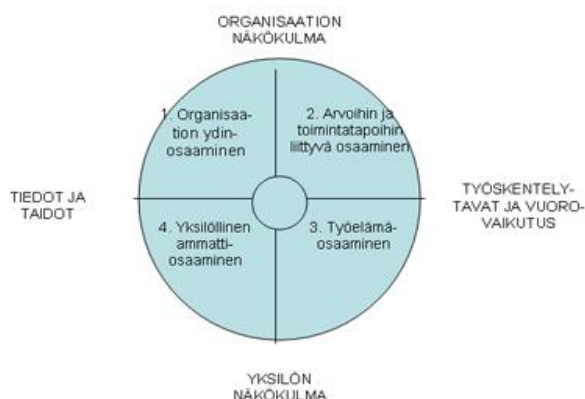 ORGANISAATION
NÄKÖKULMA
1. Organisaa-
tion ydin-
osaaminen
2. Arvoihin ja
toimintatapoihin
liittyvä osaaminen
TIEDOT JA
TAIDOT
TYÖSKENTELY-
TAVAT JA VUORO-
VAIKUTUS
4. Yksilöllinen
ammatti-
osaaminen
3. Työelämä-
osaaminen
YKSILÖN
NÄKÖKULMA